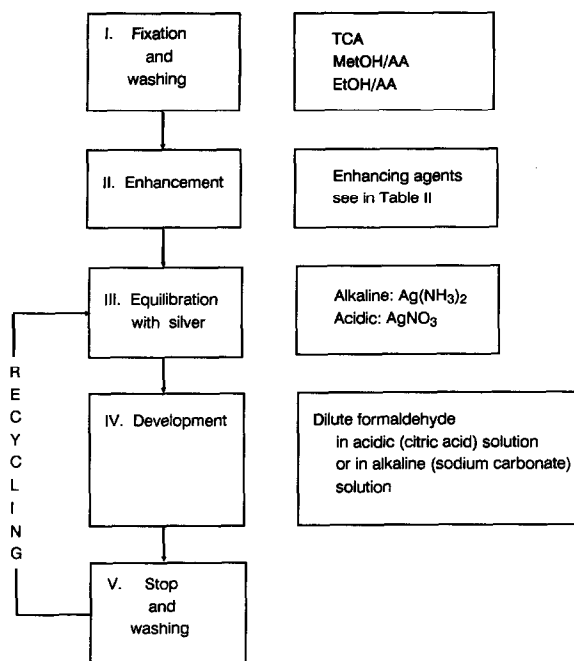 I. Fixation
and
washing
TCA
MetOH/AA
EtOH/AA
II. Enhancement
Enhancing agents
see in Table II
III. Equilibration
with silver
Alkaline: Ag(NH₃)₂
Acidic: AgNO₃
RECYCLING
IV. Development
Dilute formaldehyde
in acidic (citric acid) solution
or in alkaline (sodium carbonate)
solution
V. Stop
and
washing